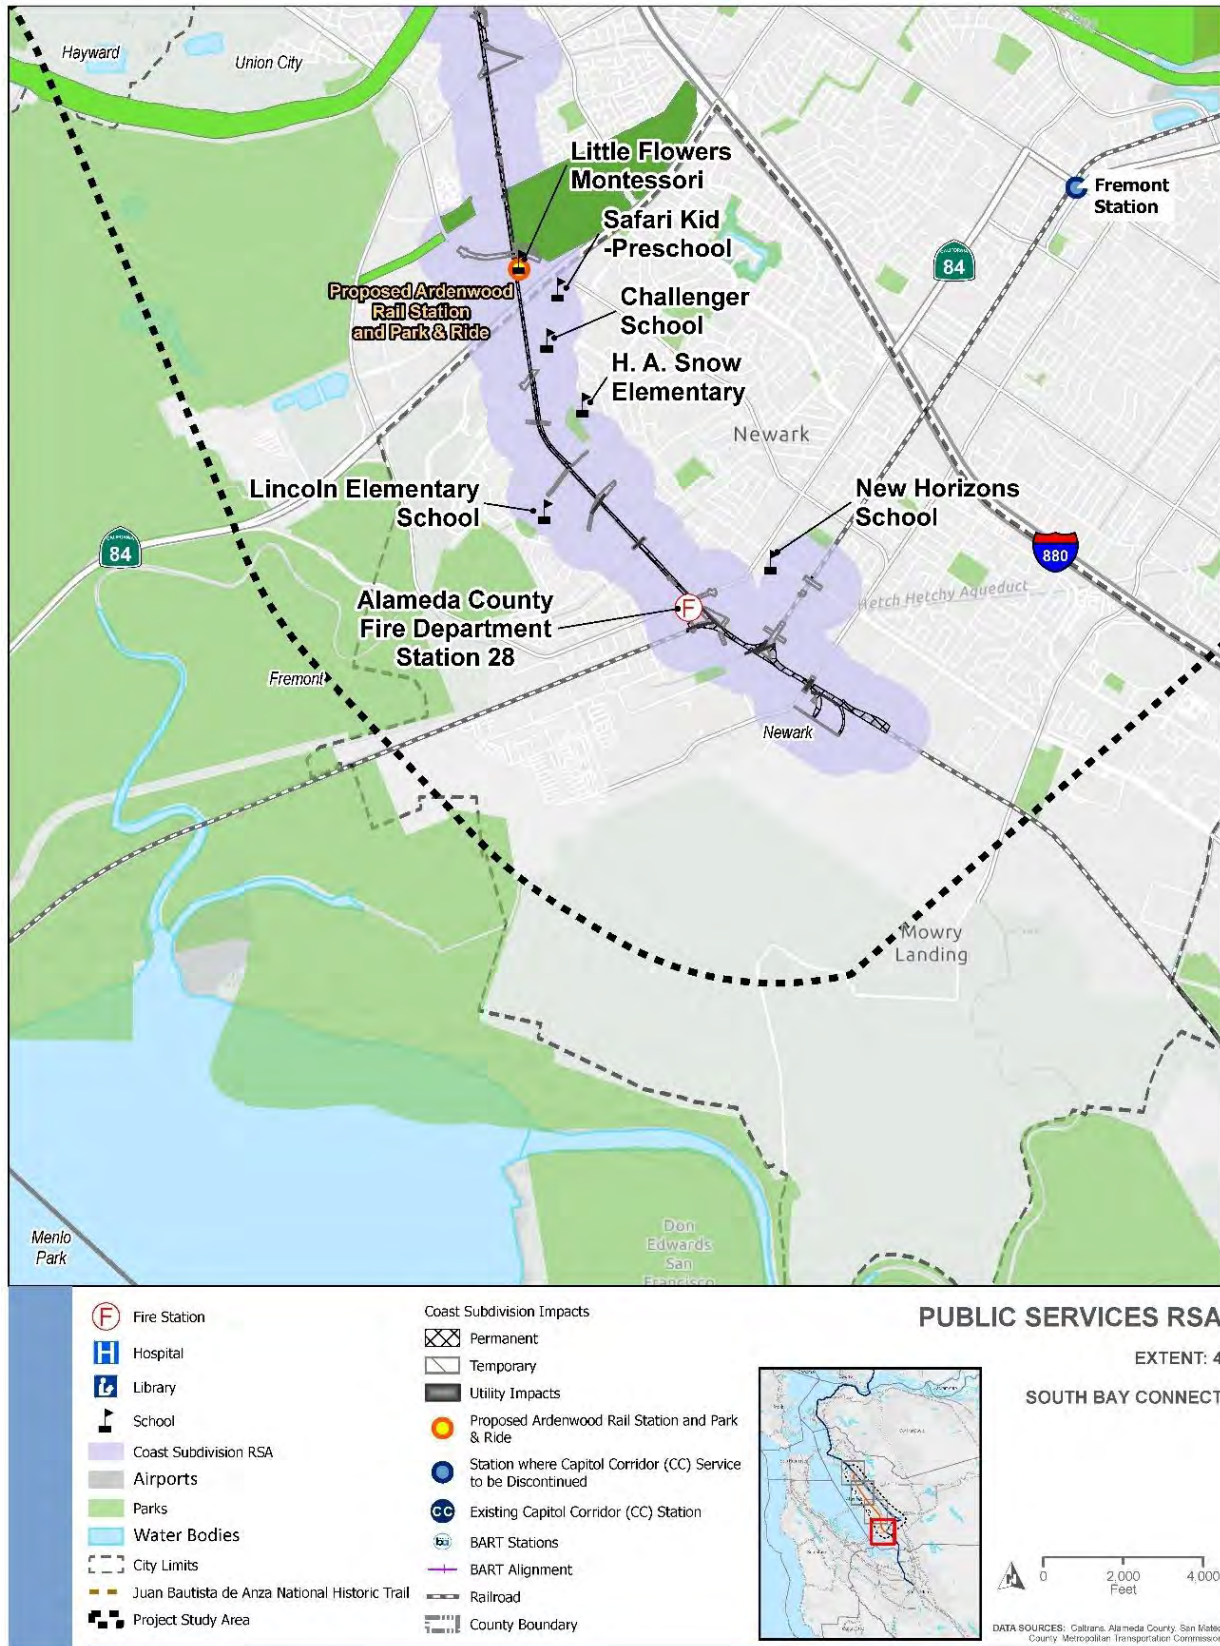 Hayward
Union City
Little Flowers
Montessori
Safari Kid
-Preschool
Fremont
Station
CALIFORNIA
84
Proposed Ardenwood
Rail Station
and Park & Ride
Challenger
School
H. A. Snow
Elementary
Newark
Lincoln Elementary
School
New Horizons
School
CALIFORNIA
84
880
Hetch Hetchy Aqueduct
Alameda County
Fire Department
Station 28
F
Fremont
Newark
Mowry
Landing
Don
Edwards
San
Francisco
Menlo
Park
F Fire Station
H Hospital
Library
School
Coast Subdivision RSA
Airports
Parks
Water Bodies
City Limits
Juan Bautista de Anza National Historic Trail
Project Study Area
Coast Subdivision Impacts
Permanent
Temporary
Utility Impacts
Proposed Ardenwood Rail Station and Park
& Ride
Station where Capitol Corridor (CC) Service
to be Discontinued
CC Existing Capitol Corridor (CC) Station
BART Stations
BART Alignment
Railroad
County Boundary
PUBLIC SERVICES RSA
EXTENT: 4
SOUTH BAY CONNECT
N
0 2,000 4,000
Feet
DATA SOURCES: Caltrans, Alameda County, San Mateo
County, Metropolitan Transportation Commission